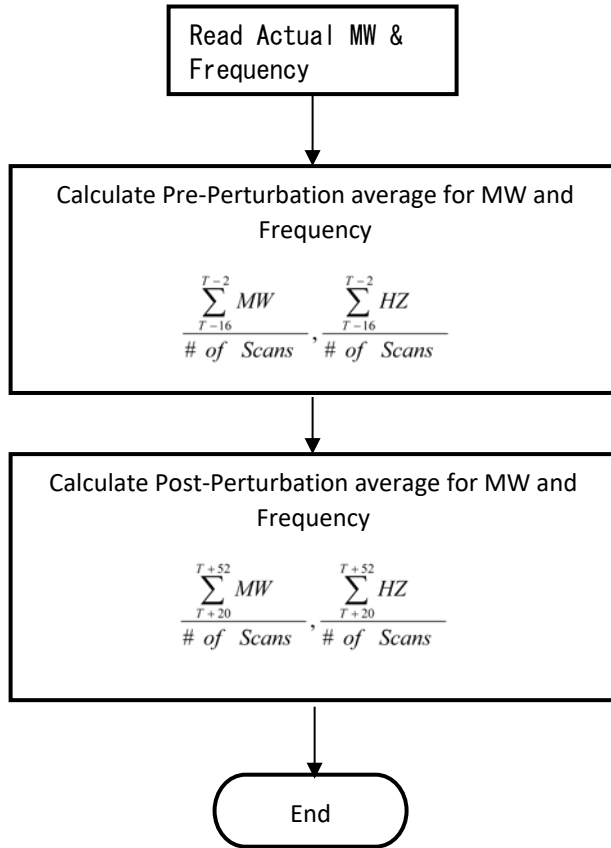 Read Actual MW &
Frequency
Calculate Pre-Perturbation average for MW and
Frequency
T−2 T−2
∑ MW ∑ HZ
T−16 T−16
# of Scans , # of Scans
Calculate Post-Perturbation average for MW and
Frequency
T+52 T+52
∑ MW ∑ HZ
T+20 T+20
# of Scans , # of Scans
End